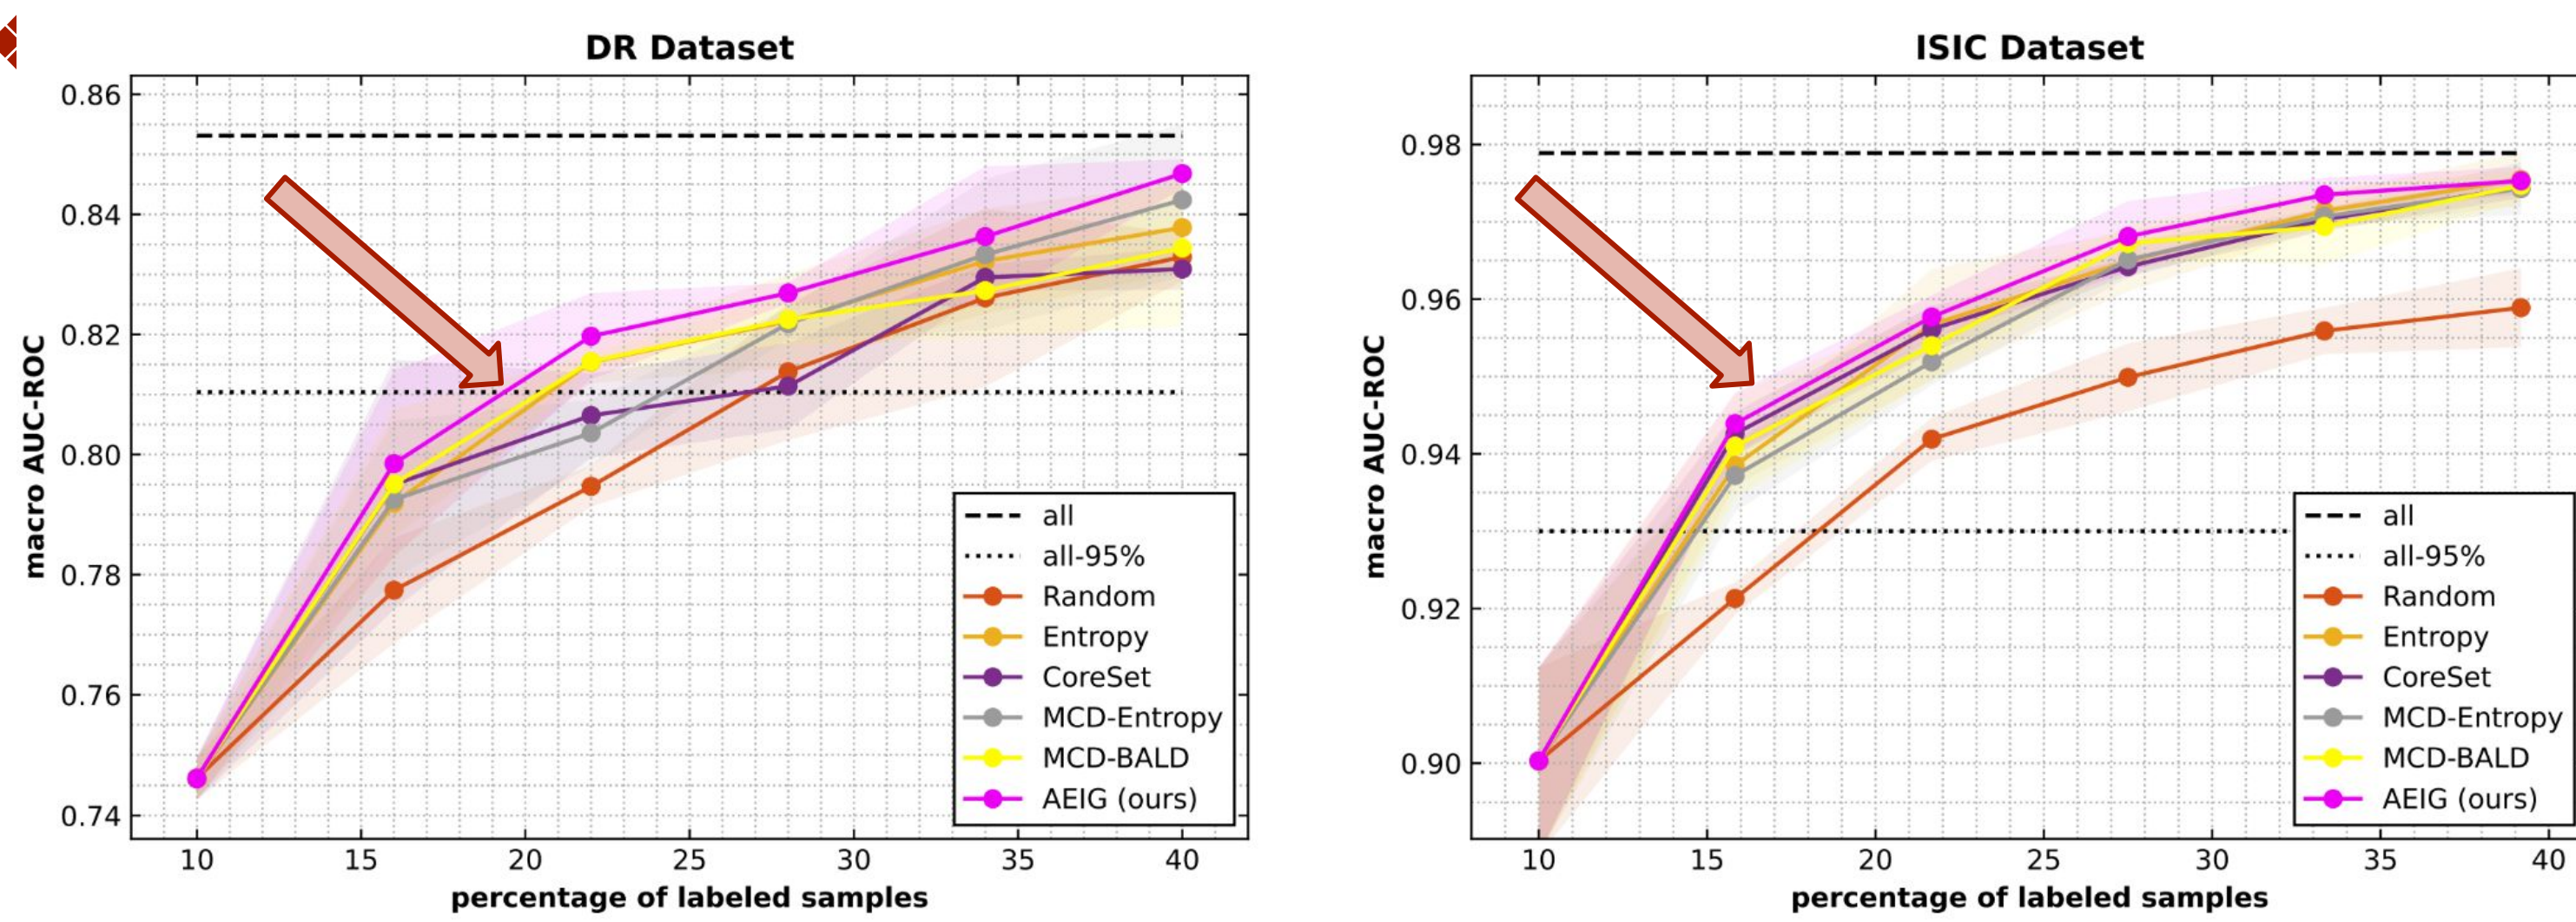 DR Dataset
macro AUC-ROC
0.86
0.84
0.82
0.80
0.78
0.76
0.74
10 15 20 25 30 35 40
percentage of labeled samples
all
all-95%
Random
Entropy
CoreSet
MCD-Entropy
MCD-BALD
AEIG (ours)
ISIC Dataset
macro AUC-ROC
0.98
0.96
0.94
0.92
0.90
10 15 20 25 30 35 40
percentage of labeled samples
all
all-95%
Random
Entropy
CoreSet
MCD-Entropy
MCD-BALD
AEIG (ours)